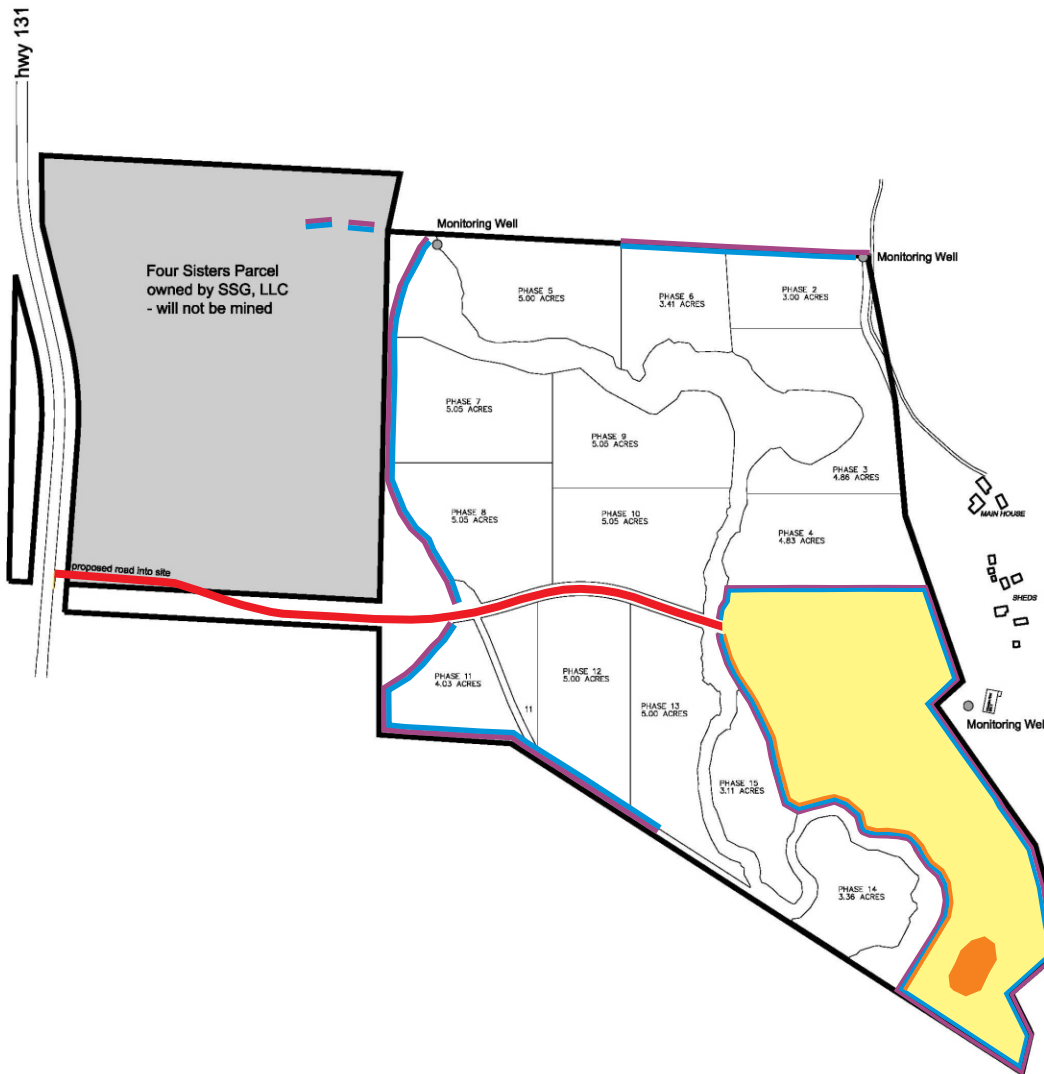 hwy 131
Four Sisters Parcel
owned by SSG, LLC
- will not be mined
Monitoring Well
Monitoring Well
PHASE 5
5.00 ACRES
PHASE 6
3.41 ACRES
PHASE 2
3.00 ACRES
PHASE 7
5.05 ACRES
PHASE 9
5.05 ACRES
PHASE 3
4.86 ACRES
PHASE 8
5.05 ACRES
PHASE 10
5.05 ACRES
PHASE 4
4.83 ACRES
MAIN HOUSE
SHEDS
proposed road into site
PHASE 11
4.03 ACRES
11
PHASE 12
5.00 ACRES
PHASE 13
5.00 ACRES
Monitoring Well
PHASE 15
3.11 ACRES
PHASE 14
3.36 ACRES